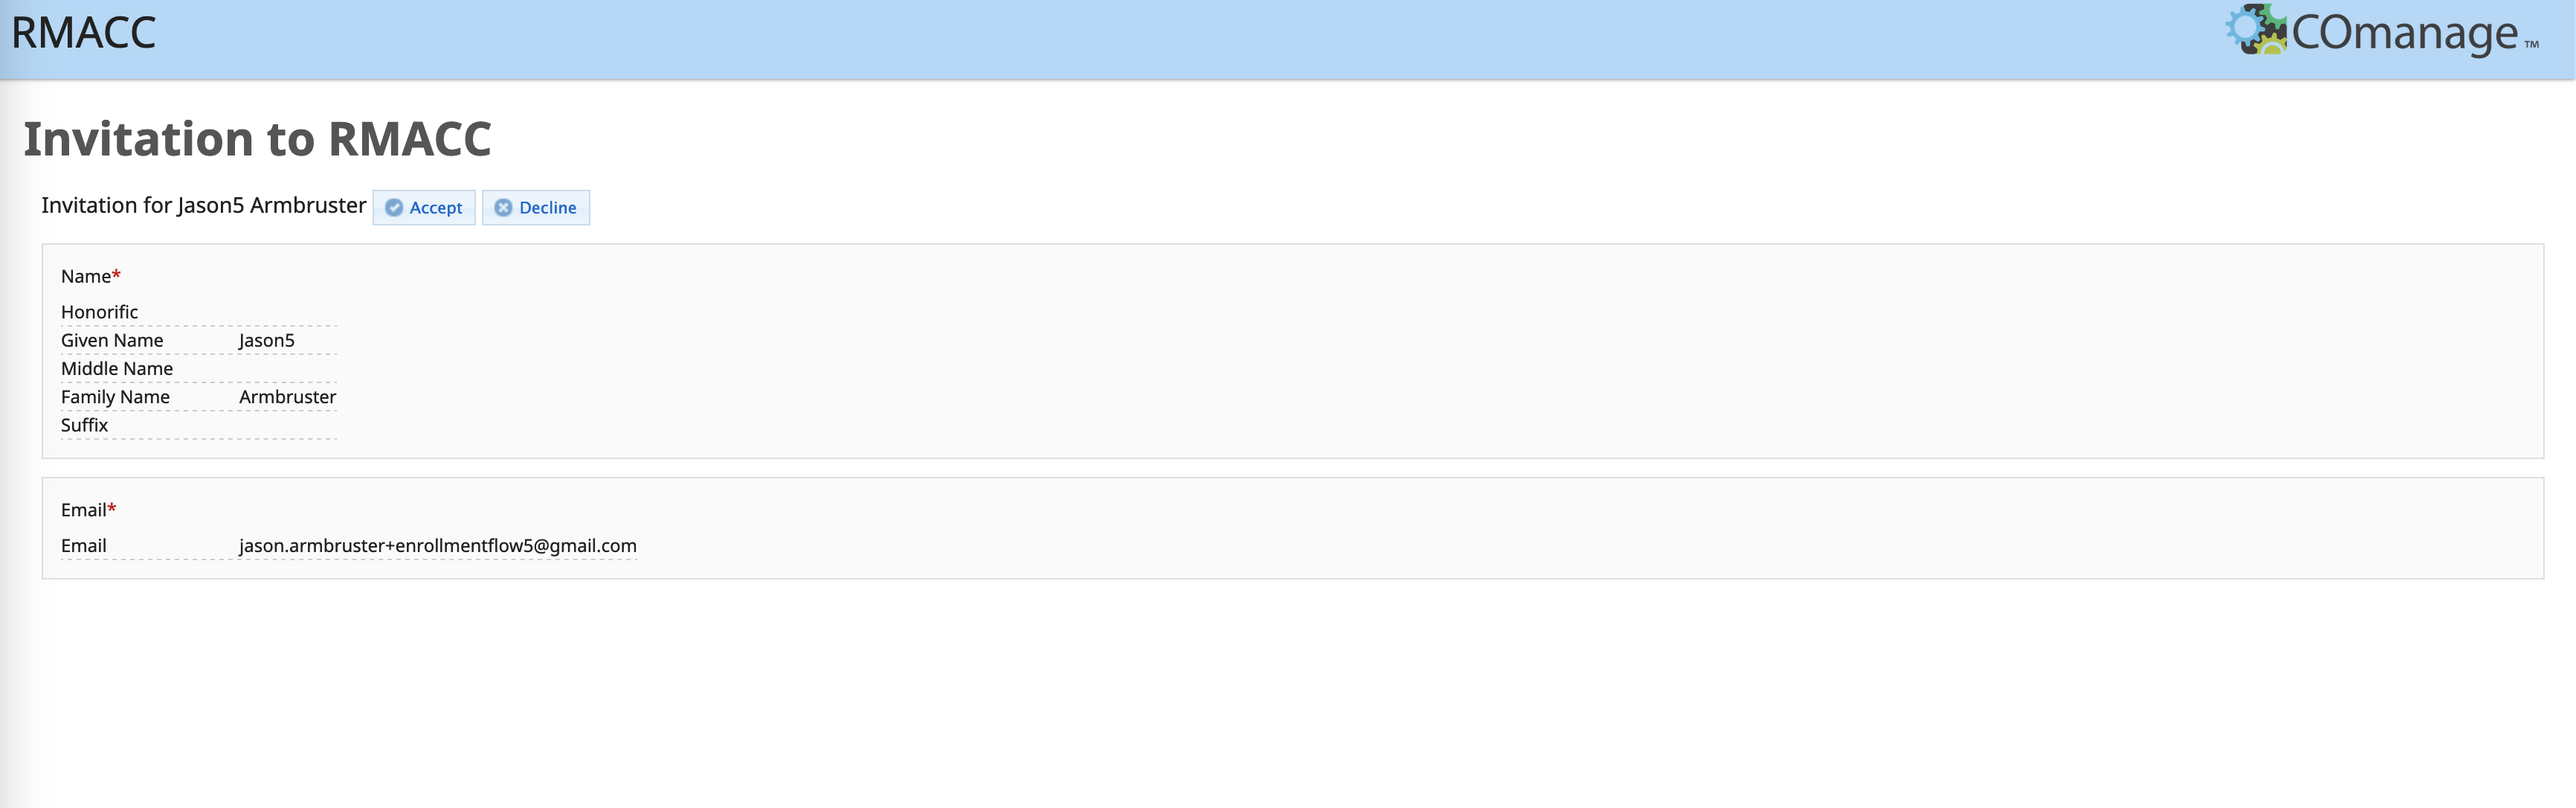 RMACC
COmanage™
Invitation to RMACC
Invitation for Jason5 Armbruster Accept Decline
Name*
Honorific
Given Name Jason5
Middle Name
Family Name Armbruster
Suffix
Email*
Email jason.armbruster+enrollmentflow5@gmail.com